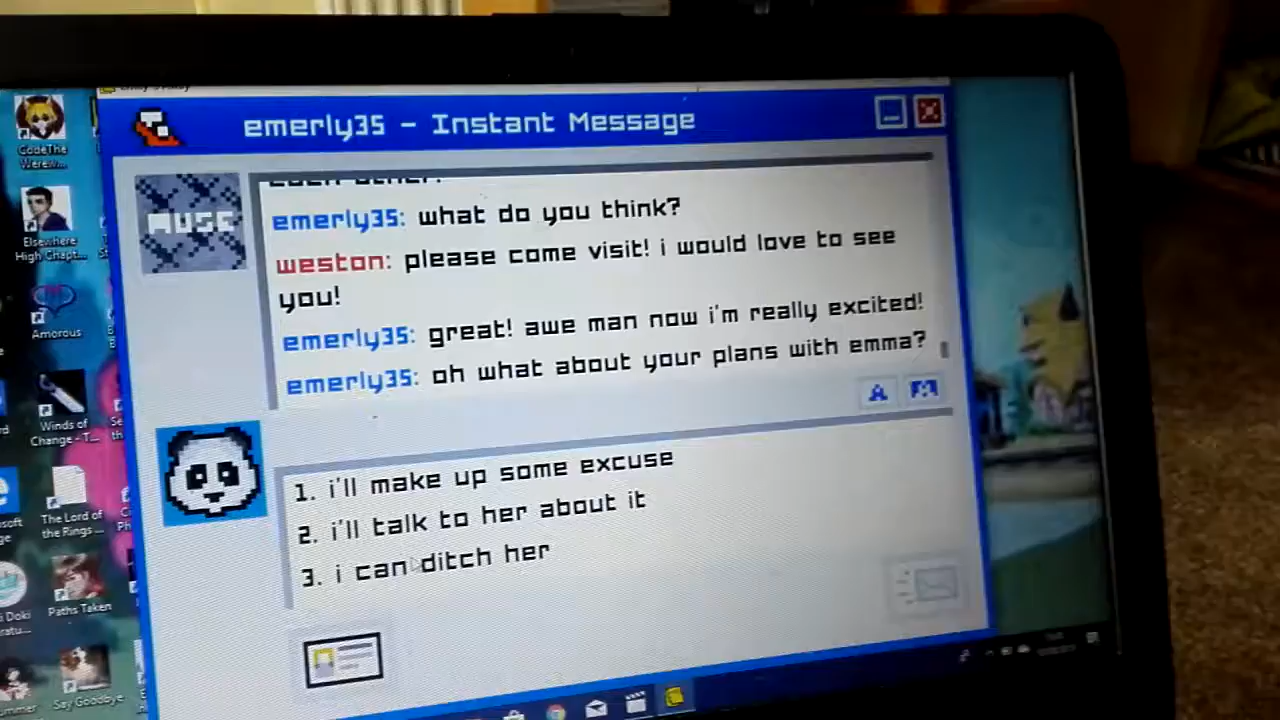 emerly35 - Instant Message
MUSE
emerly35: what do you think?
weston: please come visit! i would love to see
you!
emerly35: great! awe man now i'm really excited!
emerly35: oh what about your plans with emma?
1. i'll make up some excuse
2. i'll talk to her about it
3. i can ditch her
CodeThe
Werew...
Elsewhere
High Chapt...
Amorous
Winds of
Change - T...
The Lord of
the Rings ...
Paths Taken
Say Goodbye